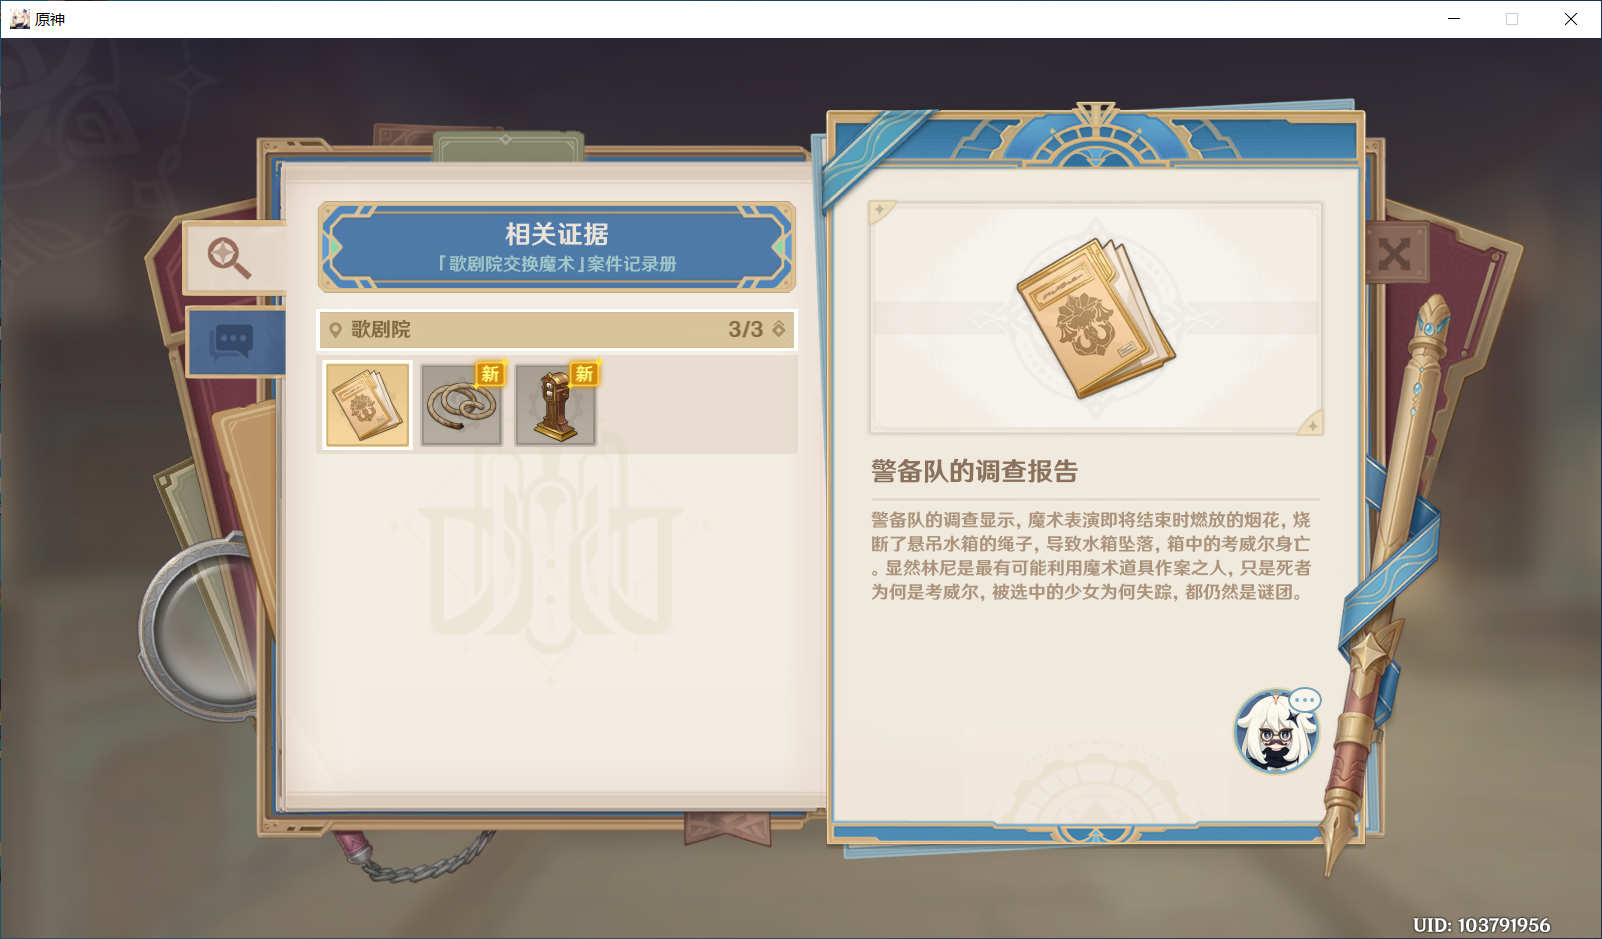 原神
相关证据
「歌剧院交换魔术」案件记录册
歌剧院
3/3
新
新
警备队的调查报告
警备队的调查显示，魔术表演即将结束时燃放的烟花，烧
断了悬吊水箱的绳子，导致水箱坠落，箱中的考威尔身亡
。显然林尼是最有可能利用魔术道具作案之人，只是死者
为何是考威尔，被选中的少女为何失踪，都仍然是谜团。
UID: 103791956